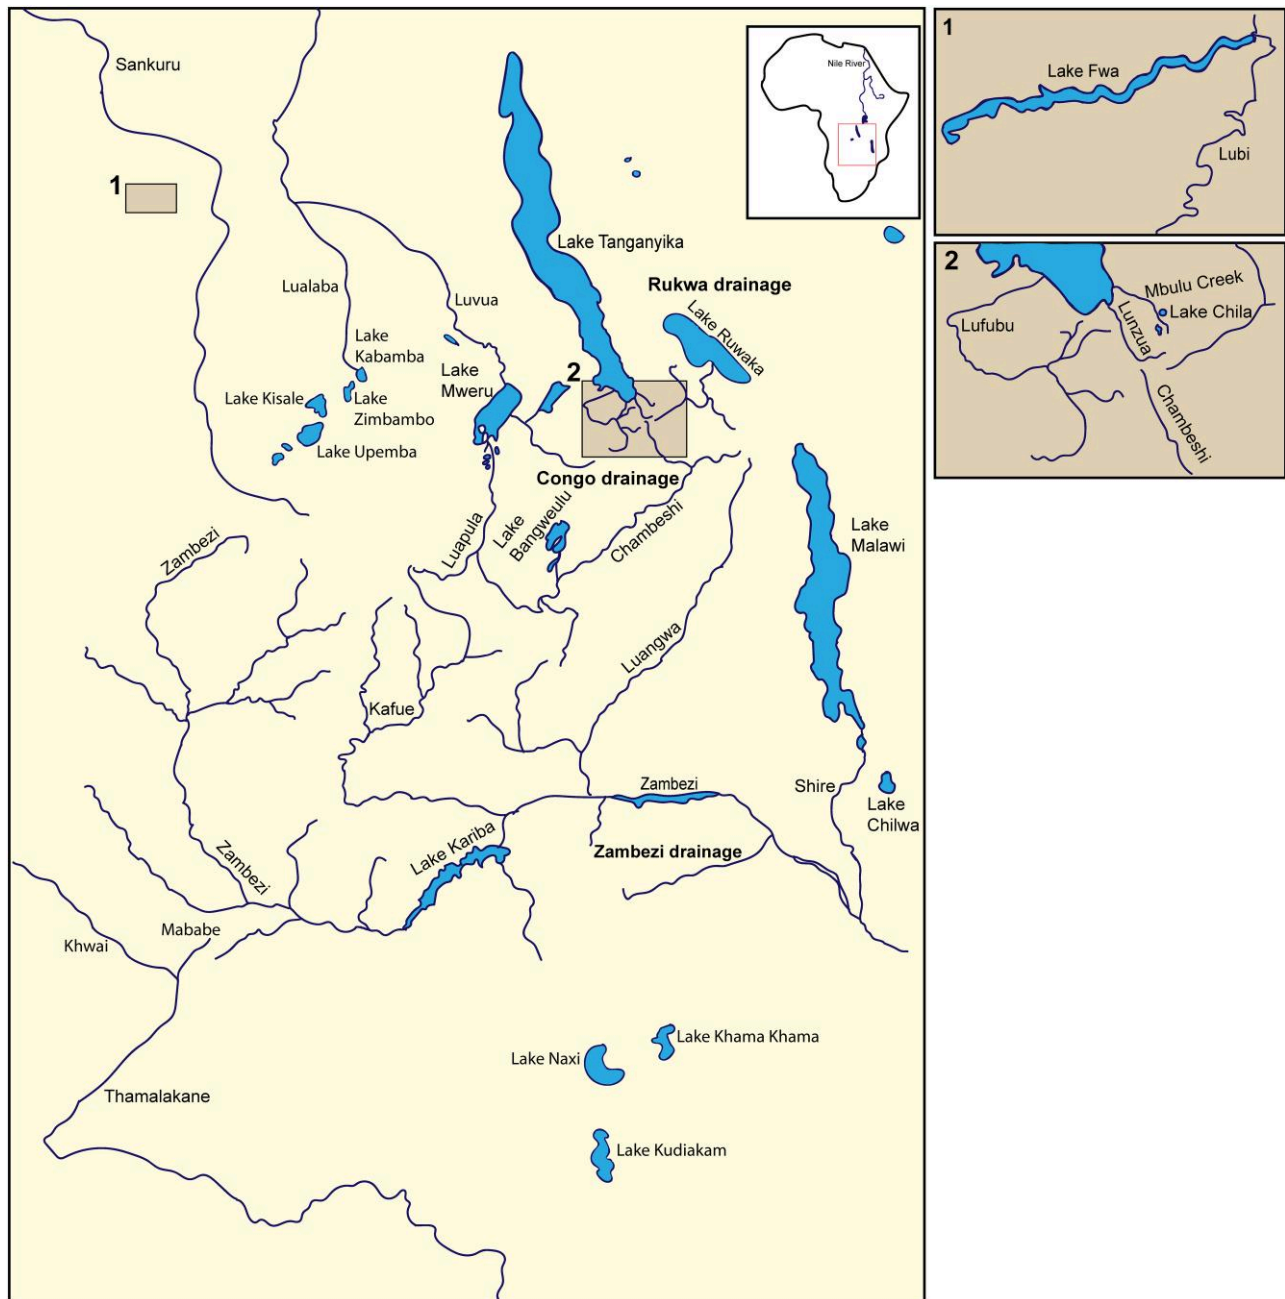 Sankuru
1
Nile River
Lake Tanganyika
Rukwa drainage
Lake Ruwaka
Lualaba
Luvua
Lake
Kabamba
Lake
Mweru
2
Lake Kisale
Lake
Zimbambo
Lake Upemba
Congo drainage
Lake
Bangweulu
Chambeshi
Luapula
Lake
Malawi
Zambezi
Luangwa
Kafue
Zambezi
Shire
Lake
Chilwa
Lake Kariba
Zambezi drainage
Zambezi
Mababe
Khwai
Lake Khama Khama
Lake Naxi
Thamalakane
Lake Kudiakam
1
Lake Fwa
Lubi
2
Mbulu Creek
Lake Chila
Lufubu
Lunzua
Chambeshi